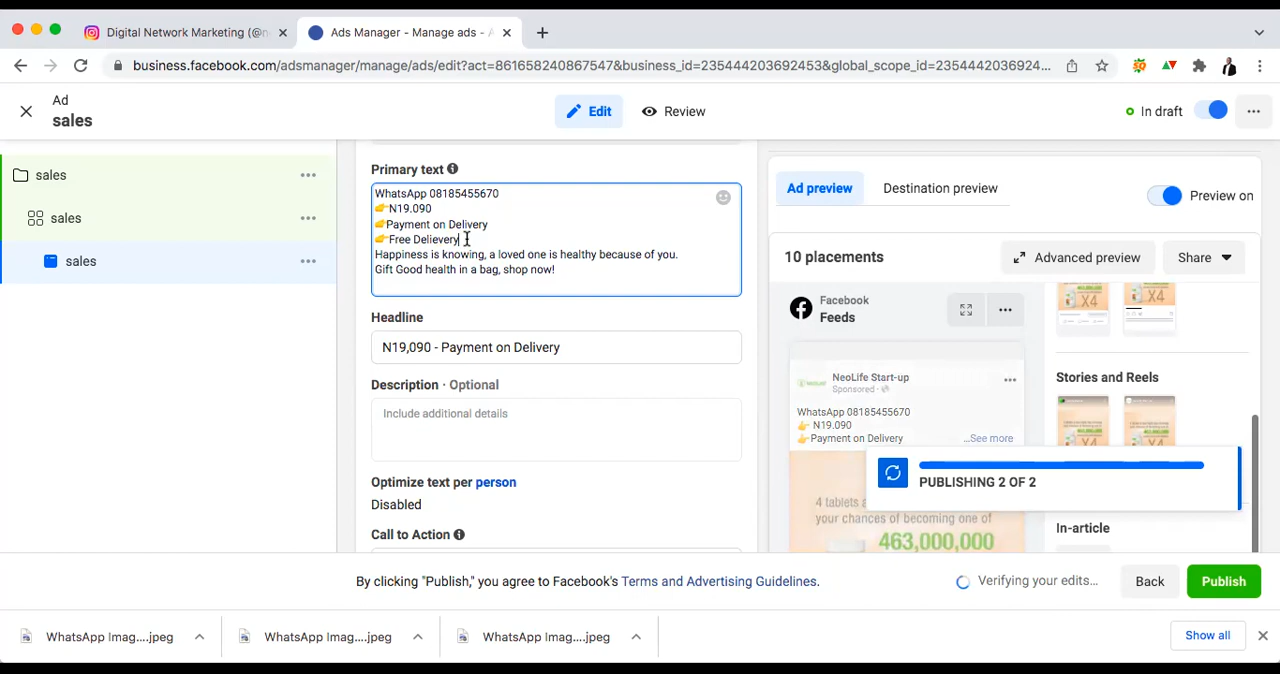 Digital Network Marketing (@n
Ads Manager - Manage ads - A
business.facebook.com/adsmanager/manage/ads/edit?act=861658240867547&business_id=235444203692453&global_scope_id=2354442036924...
Ad
sales
Edit
Review
In draft
sales
sales
sales
Primary text
WhatsApp 08185455670
👉N19.090
👉Payment on Delivery
👉Free Delievery
Happiness is knowing, a loved one is healthy because of you.
Gift Good health in a bag, shop now!
Headline
N19,090 - Payment on Delivery
Description · Optional
Include additional details
Optimize text per person
Disabled
Call to Action
Ad preview
Destination preview
Preview on
10 placements
Advanced preview
Share
Facebook
Feeds
NeoLife Start-up
Sponsored ·
WhatsApp 08185455670
👉 N19.090
👉Payment on Delivery
...See more
4 tablets a
your chances of becoming one of
463,000,000
X4
X4
Stories and Reels
463,000,000
X4
X4
PUBLISHING 2 OF 2
In-article
By clicking "Publish," you agree to Facebook's Terms and Advertising Guidelines.
Verifying your edits...
Back
Publish
WhatsApp Imag....jpeg
WhatsApp Imag....jpeg
WhatsApp Imag....jpeg
Show all